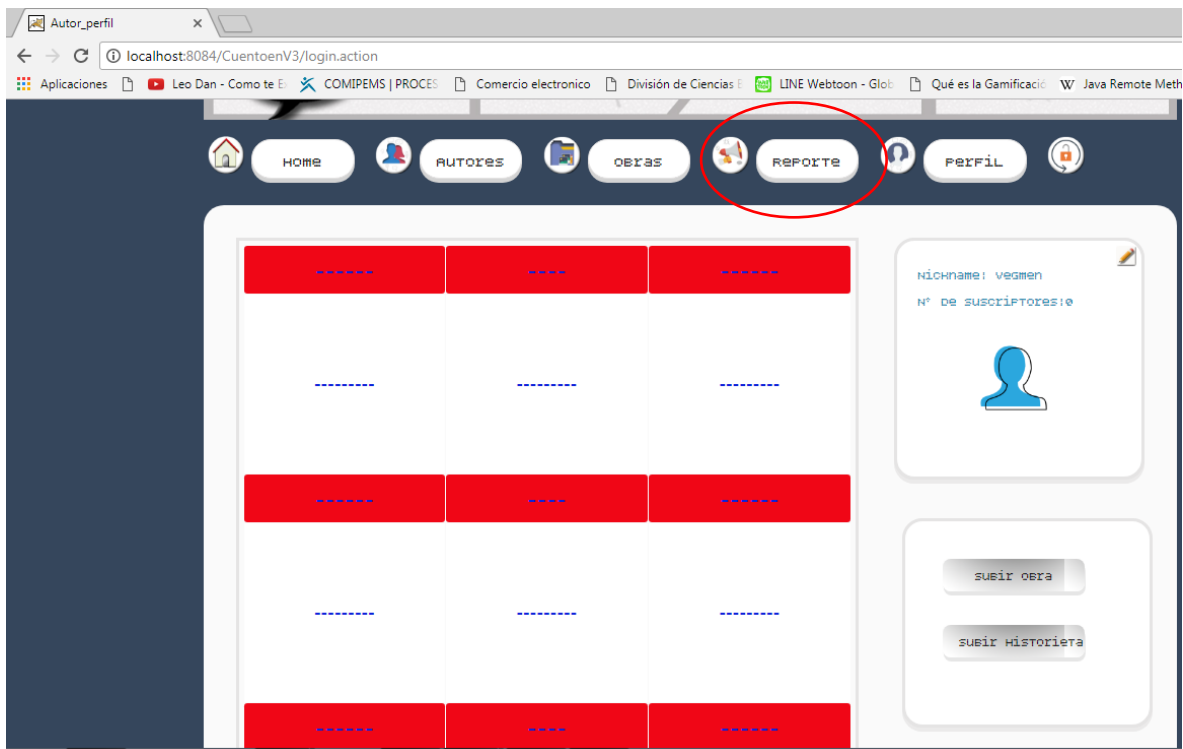 Autor_perfil
localhost:8084/CuentoenV3/login.action
Aplicaciones Leo Dan - Como te E COMIPEMS | PROCES Comercio electronico División de Ciencias E LINE Webtoon - Glob Qué es la Gamificació Java Remote Meth
Home Autores Obras Reporte Perfil
------ ---- ------
Nickname: vegmen
N° De suscriptores:0
--------- --------- ---------
------ ---- ------
subir obra
--------- --------- ---------
subir Historieta
------ ---- ------